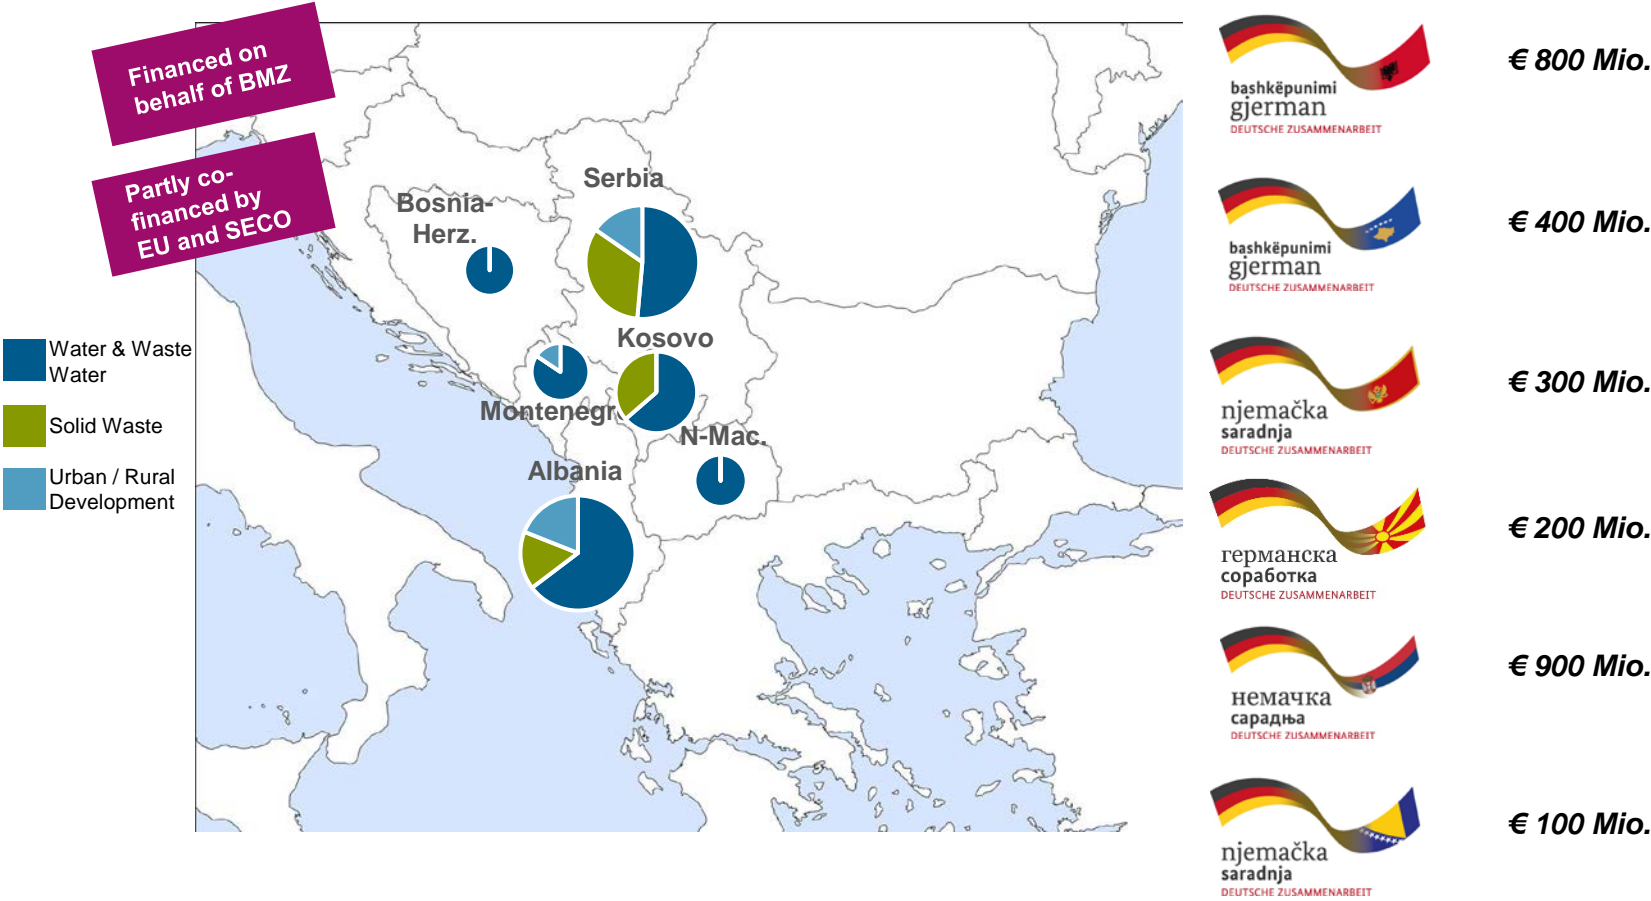 Financed on
behalf of BMZ
Partly co-
financed by
EU and SECO
Water & Waste
Water
Solid Waste
Urban / Rural
Development
Serbia
Bosnia-
Herz.
Kosovo
Montenegr
N-Mac.
Albania
bashkëpunimi
gjerman
DEUTSCHE ZUSAMMENARBEIT
€ 800 Mio.
bashkëpunimi
gjerman
DEUTSCHE ZUSAMMENARBEIT
€ 400 Mio.
njemačka
saradnja
DEUTSCHE ZUSAMMENARBEIT
€ 300 Mio.
германска
соработка
DEUTSCHE ZUSAMMENARBEIT
€ 200 Mio.
немачка
сарадња
DEUTSCHE ZUSAMMENARBEIT
€ 900 Mio.
njemačka
saradnja
DEUTSCHE ZUSAMMENARBEIT
€ 100 Mio.